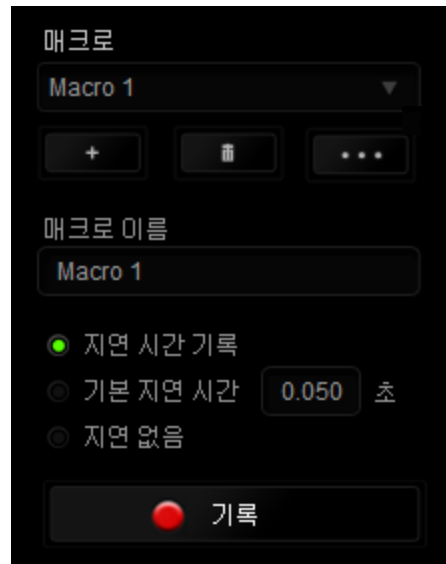 매크로
Macro 1
매크로 이름
Macro 1
지연 시간 기록
기본 지연 시간 0.050 초
지연 없음
기록